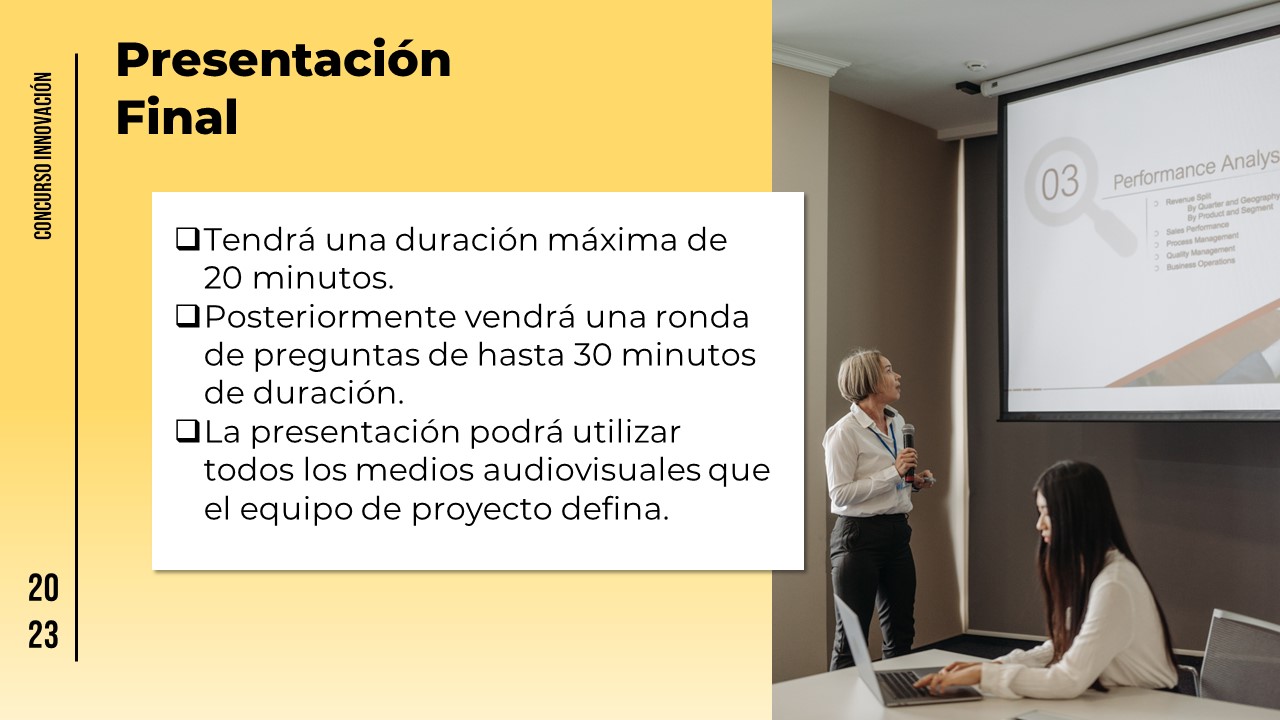 CONCURSO INNOVACIÓN
20
23
Presentación
Final
❑Tendrá una duración máxima de
20 minutos.
❑Posteriormente vendrá una ronda
de preguntas de hasta 30 minutos
de duración.
❑La presentación podrá utilizar
todos los medios audiovisuales que
el equipo de proyecto defina.
03
Performance Analys
Revenue Split
By Quarter and Geography
By Product and Segment
Sales Performance
Process Management
Quality Management
Business Operations